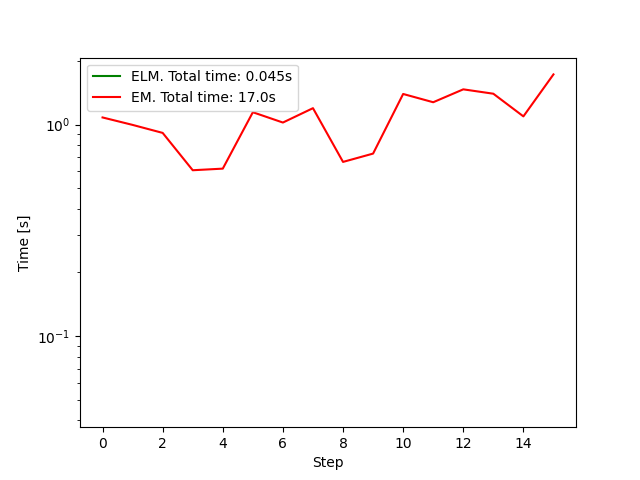 ELM. Total time: 0.045s
EM. Total time: 17.0s
10⁰
10⁻¹
Time [s]
0 2 4 6 8 10 12 14
Step